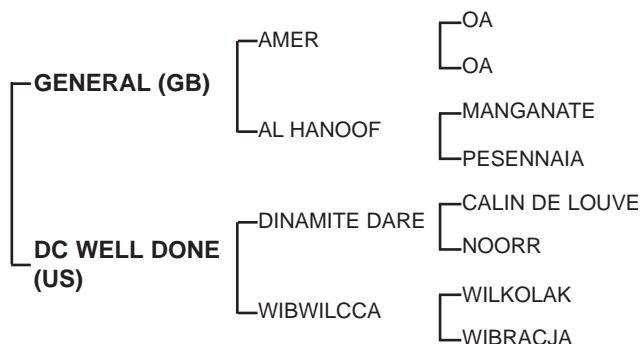 OA
AMER
OA
GENERAL (GB)
MANGANATE
AL HANOOF
PESENNAIA
CALIN DE LOUVE
DINAMITE DARE
NOORR
DC WELL DONE
(US)
WILKOLAK
WIBWILCCA
WIBRACJA